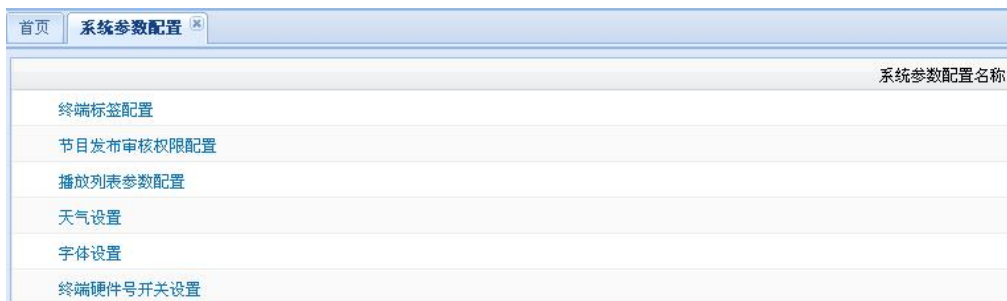 首页 系统参数配置
系统参数配置名称
终端标签配置
节目发布审核权限配置
播放列表参数配置
天气设置
字体设置
终端硬件号开关设置